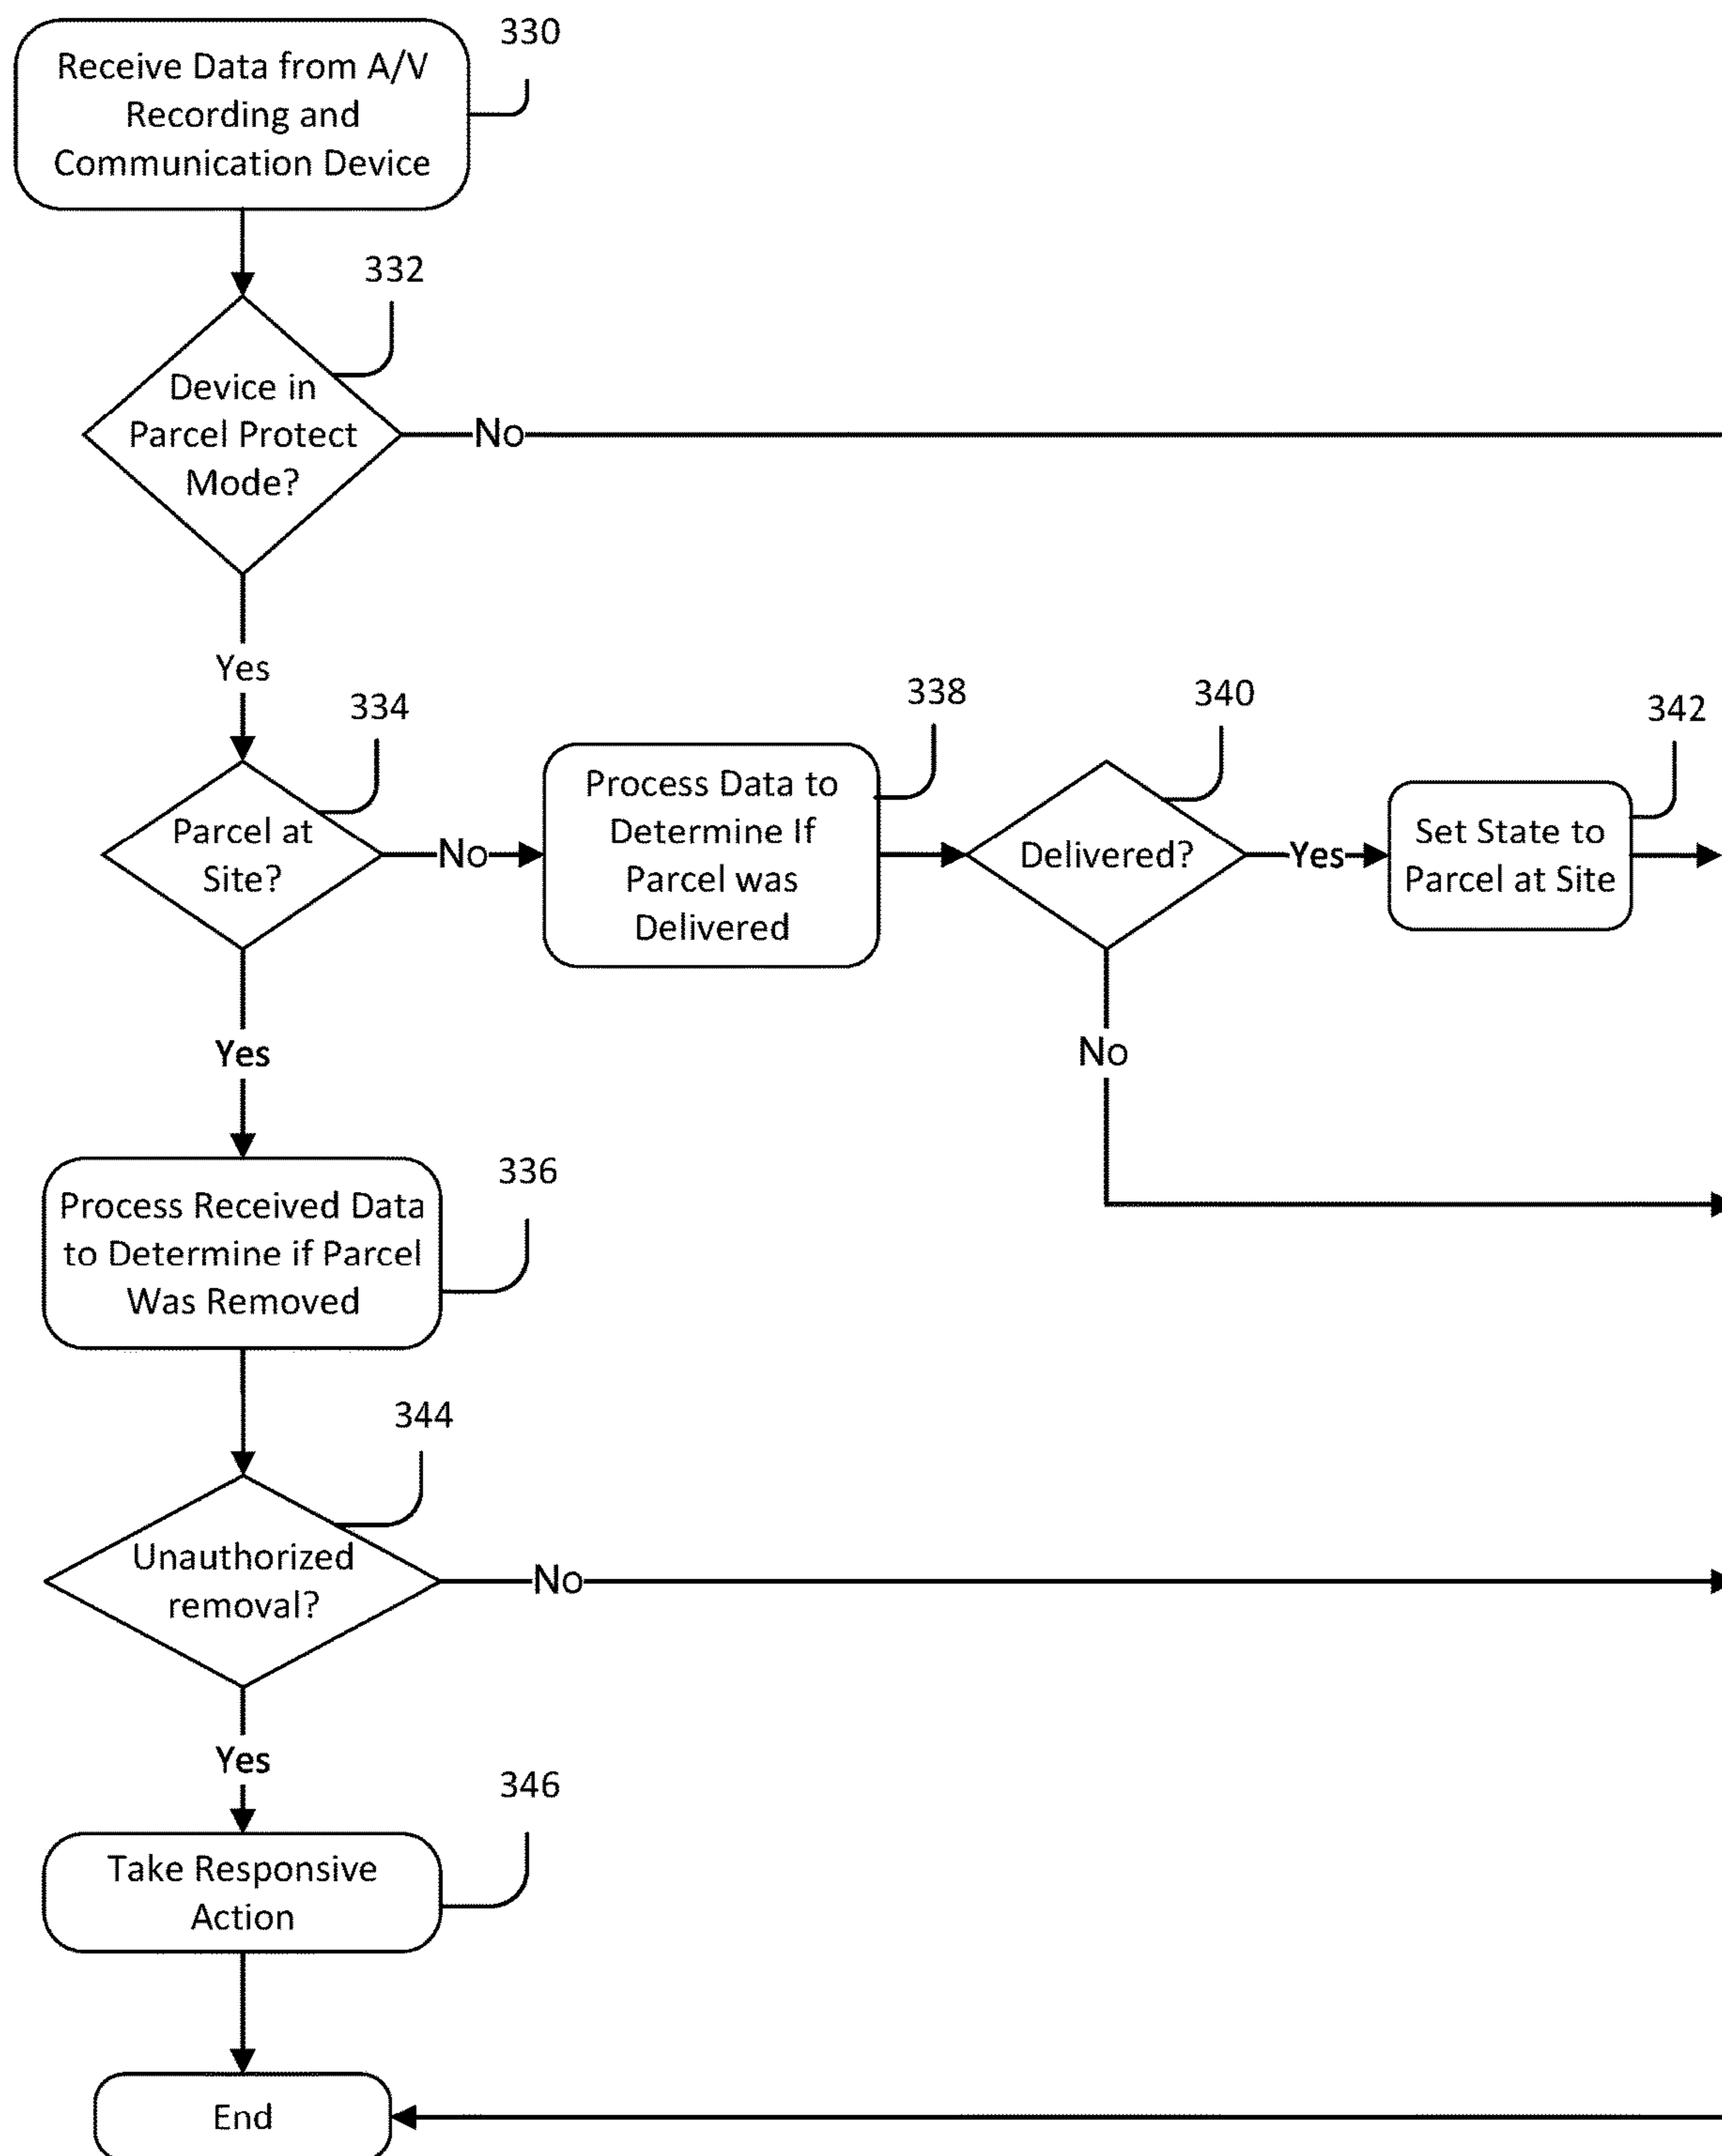 330
Receive Data from A/V
Recording and
Communication Device
332
Device in
Parcel Protect
Mode?
No
Yes
334
Parcel at
Site?
No
338
Process Data to
Determine If
Parcel was
Delivered
340
Delivered?
Yes
342
Set State to
Parcel at Site
No
Yes
336
Process Received Data
to Determine if Parcel
Was Removed
344
Unauthorized
removal?
No
Yes
346
Take Responsive
Action
End